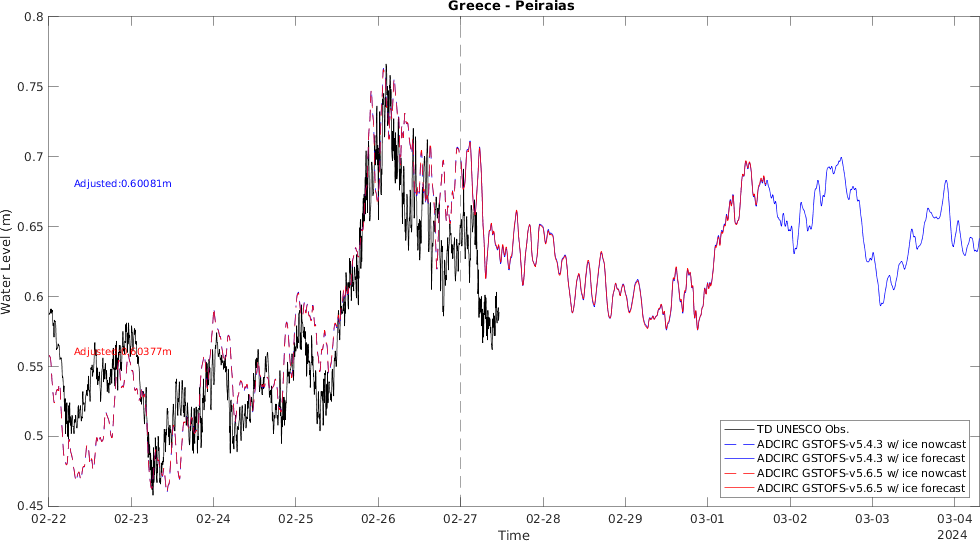 Greece - Peiraias
0.8
0.75
0.7
0.65
0.6
0.55
0.5
0.45
Water Level (m)
Adjusted:0.60081m
Adjusted:0.60377m
TD UNESCO Obs.
ADCIRC GSTOFS-v5.4.3 w/ ice nowcast
ADCIRC GSTOFS-v5.4.3 w/ ice forecast
ADCIRC GSTOFS-v5.6.5 w/ ice nowcast
ADCIRC GSTOFS-v5.6.5 w/ ice forecast
02-22 02-23 02-24 02-25 02-26 02-27 02-28 02-29 03-01 03-02 03-03 03-04
Time 2024